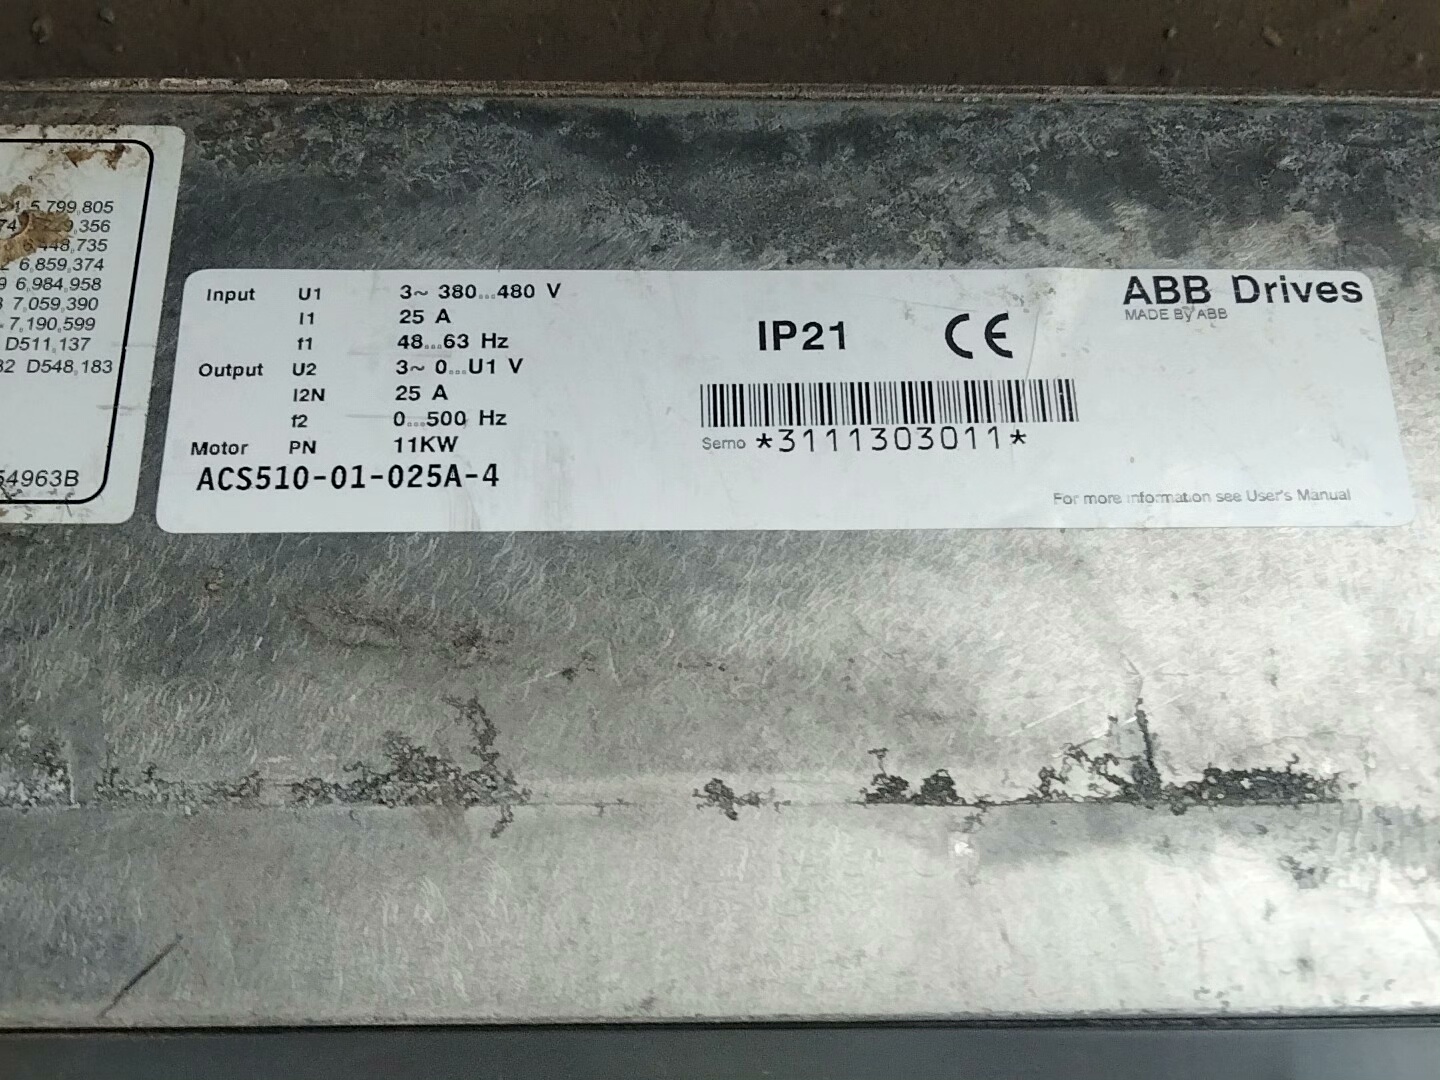 5,799,805
,356
6,448,735
6,859,374
6,984,958
7,059,390
7,190,599
D511,137
D548,183
54963B
Input U1 3~ 380...480 V
I1 25 A
f1 48...63 Hz
Output U2 3~ 0...U1 V
I2N 25 A
f2 0...500 Hz
Motor PN 11KW
ACS510-01-025A-4
IP21 CE
Serno *3111303011*
ABB Drives
MADE BY ABB
For more information see User's Manual